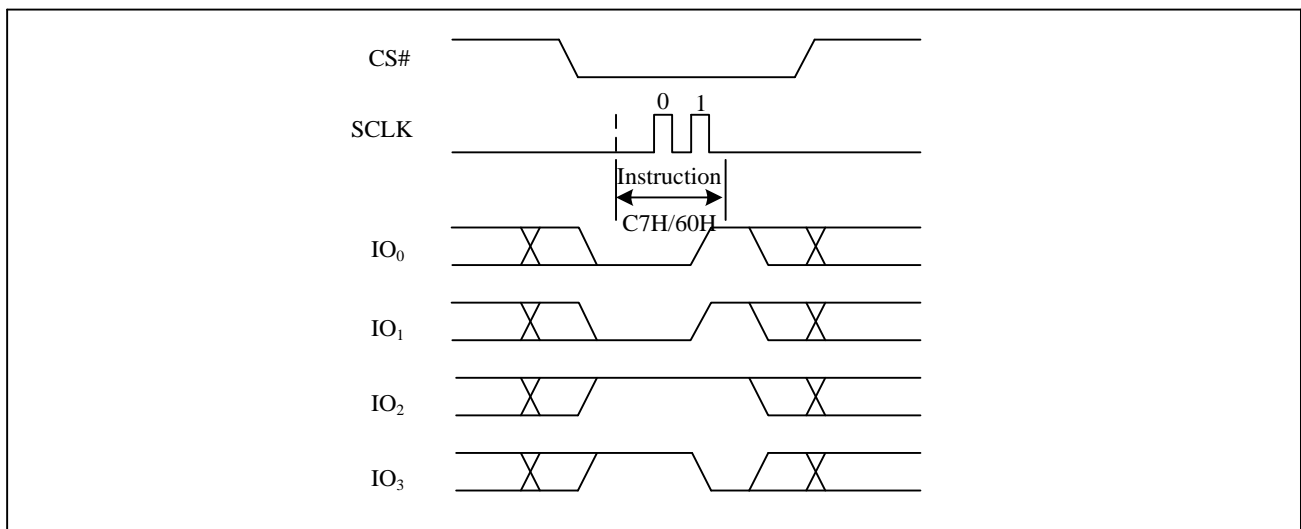 CS#
0 1
SCLK
Instruction
C7H/60H
IO₀
IO₁
IO₂
IO₃